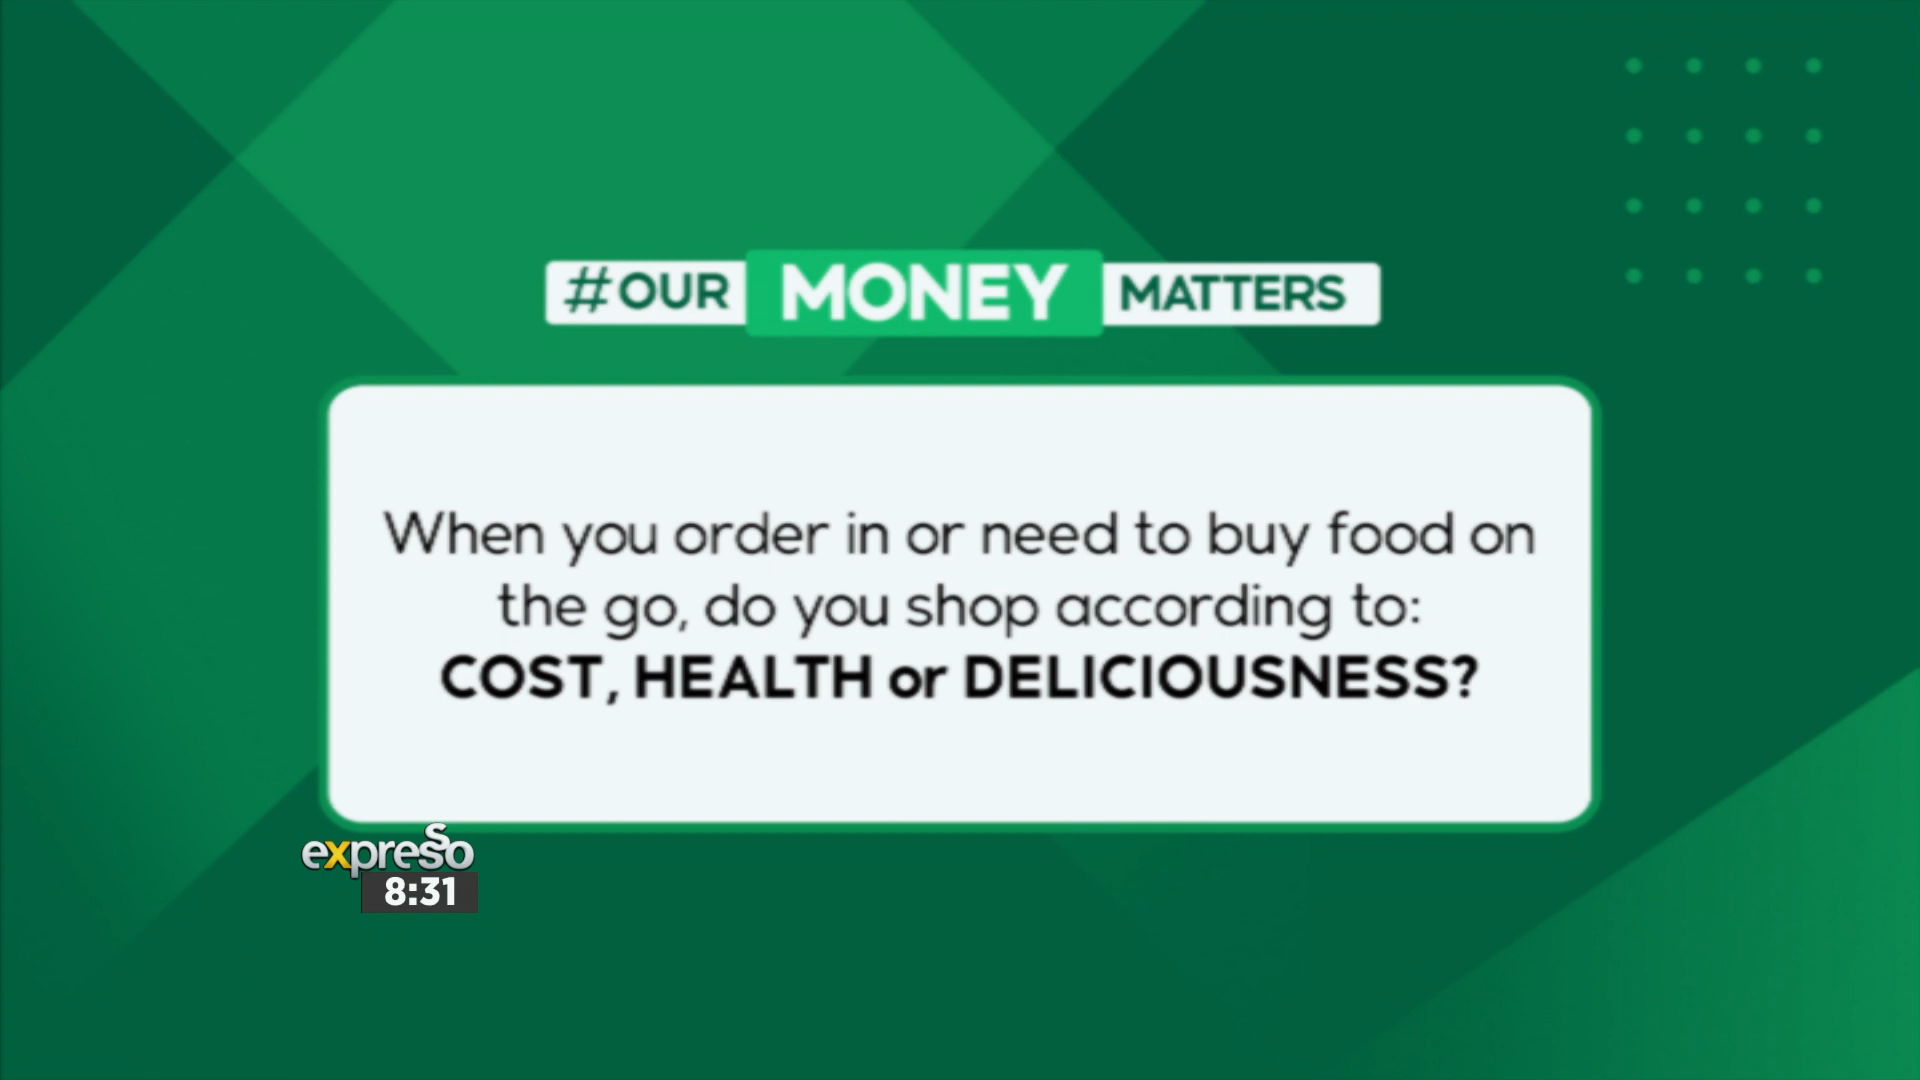 #OUR MONEY MATTERS
When you order in or need to buy food on
the go, do you shop according to:
COST, HEALTH or DELICIOUSNESS?
expresso
8:31